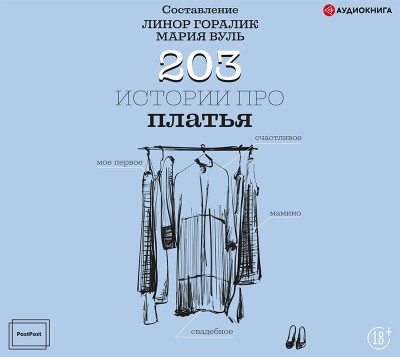 Составление
АУДИОКНИГА
ЛИНОР ГОРАЛИК
МАРИЯ ВУЛЬ
203
ИСТОРИИ ПРО
платья
счастливое
мое первое
мамино
свадебное
PostPost
18+